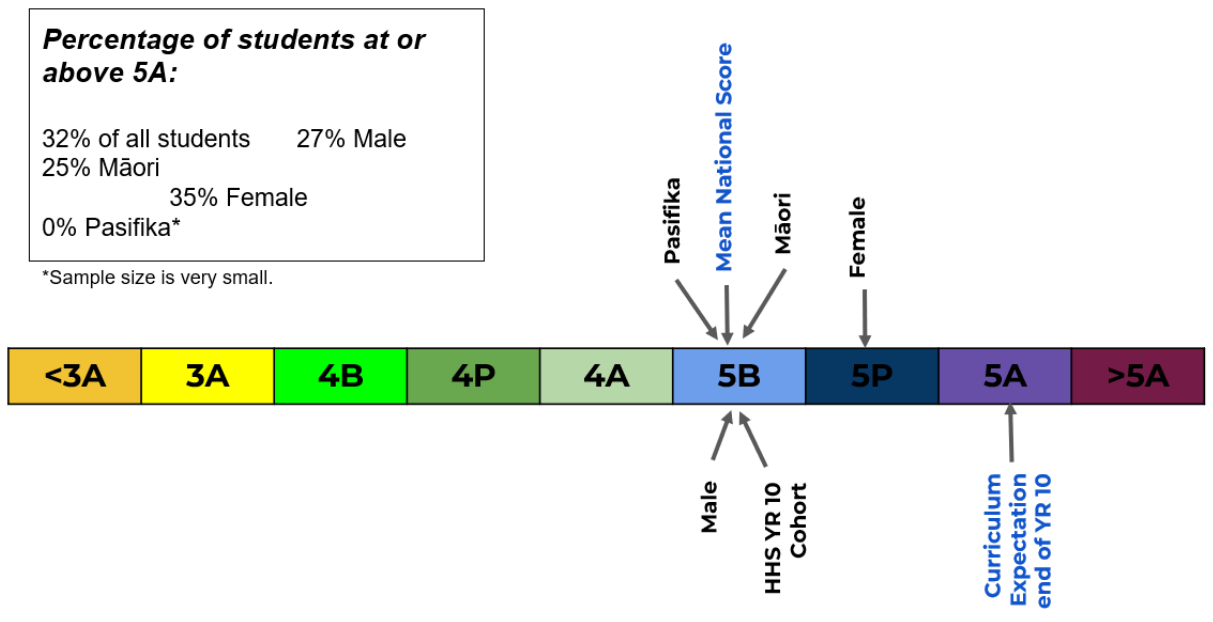 Percentage of students at or
above 5A:
32% of all students 27% Male
25% Māori
35% Female
0% Pasifika*
*Sample size is very small.
Pasifika
Mean National Score
Māori
Female
<3A 3A 4B 4P 4A 5B 5P 5A >5A
Male
HHS YR 10
Cohort
Curriculum
Expectation
end of YR 10